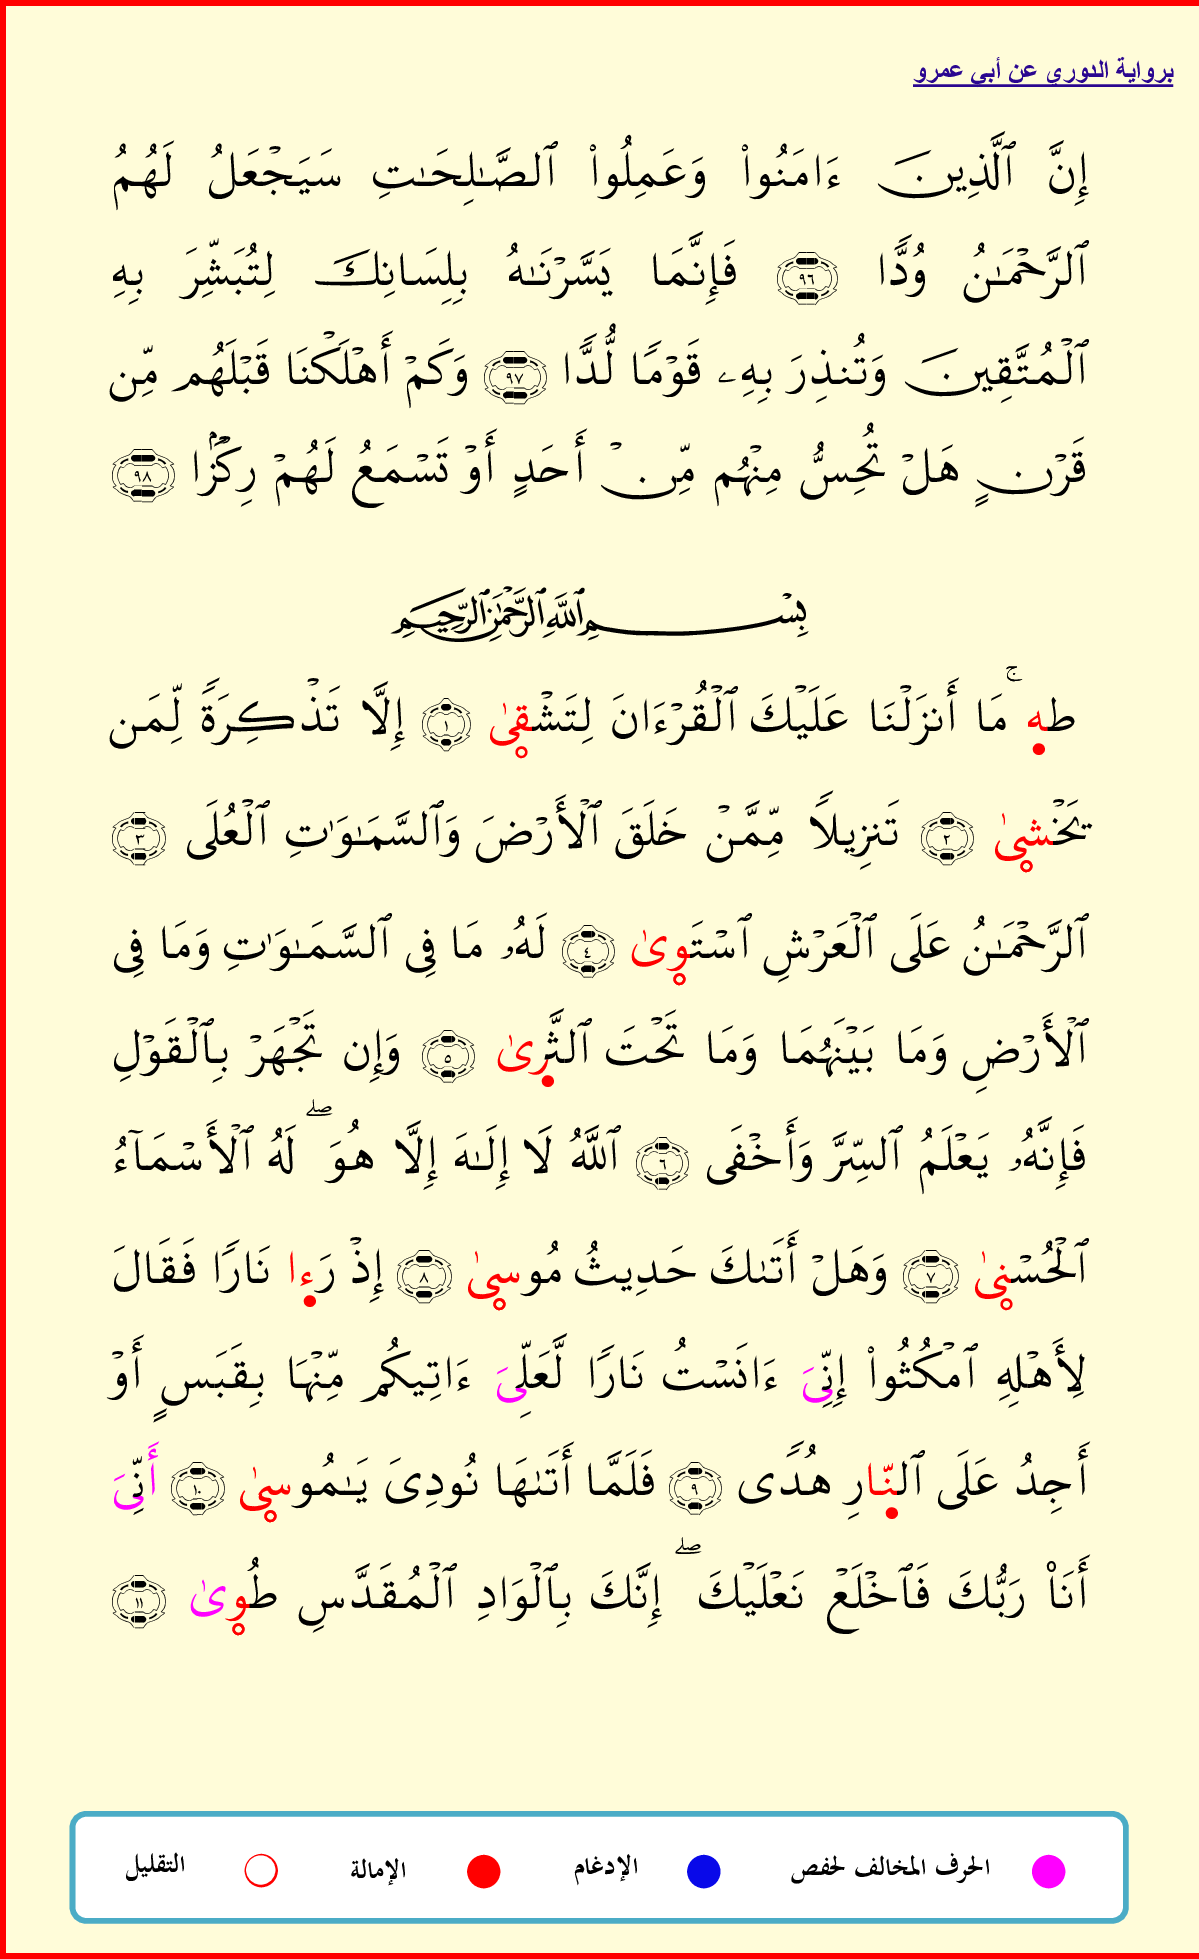 برواية الدوري عن أبي عمرو
إِنَّ ٱلَّذِينَ ءَامَنُواْ وَعَمِلُواْ ٱلصَّـٰلِحَـٰتِ سَيَجْعَلُ لَهُمُ
ٱلرَّحْمَـٰنُ وُدًّا ٩٦ فَإِنَّمَا يَسَّرْنَـٰهُ بِلِسَانِكَ لِتُبَشِّرَ بِهِ
ٱلْمُتَّقِينَ وَتُنذِرَ بِهِۦ قَوْمًا لُّدًّا ٩٧ وَكَمْ أَهْلَكْنَا قَبْلَهُم مِّن
قَرْنٍ هَلْ تُحِسُّ مِنْهُم مِّنْ أَحَدٍ أَوْ تَسْمَعُ لَهُمْ رِكْزًۢا ٩٨
بِسْمِ ٱللَّهِ ٱلرَّحْمَـٰنِ ٱلرَّحِيمِ
طه ۚ مَا أَنزَلْنَا عَلَيْكَ ٱلْقُرْءَانَ لِتَشْقِىٰ ١ إِلَّا تَذْكِرَةً لِّمَن
يَخْشِىٰ ٢ تَنزِيلاً مِّمَّنْ خَلَقَ ٱلْأَرْضَ وَٱلسَّمَـٰوَٰتِ ٱلْعُلَى ٣
ٱلرَّحْمَـٰنُ عَلَى ٱلْعَرْشِ ٱسْتَوِىٰ ٤ لَهُۥ مَا فِى ٱلسَّمَـٰوَٰتِ وَمَا فِى
ٱلْأَرْضِ وَمَا بَيْنَهُمَا وَمَا تَحْتَ ٱلثَّرِىٰ ٥ وَإِن تَجْهَرْ بِٱلْقَوْلِ
فَإِنَّهُۥ يَعْلَمُ ٱلسِّرَّ وَأَخْفَى ٦ ٱللَّهُ لَا إِلَـٰهَ إِلَّا هُوَ ۖ لَهُ ٱلْأَسْمَآءُ
ٱلْحُسْنِىٰ ٧ وَهَلْ أَتَىٰكَ حَدِيثُ مُوسِىٰ ٨ إِذْ رَءِا نَارًا فَقَالَ
لِأَهْلِهِ ٱمْكُثُواْ إِنِّىَ ءَانَسْتُ نَارًا لَّعَلِّىَ ءَاتِيكُم مِّنْهَا بِقَبَسٍ أَوْ
أَجِدُ عَلَى ٱلنّارِ هُدًى ٩ فَلَمَّا أَتَىٰهَا نُودِىَ يَـٰمُوسِىٰ ١٠ أَنِّىَ
أَنَا۠ رَبُّكَ فَٱخْلَعْ نَعْلَيْكَ ۖ إِنَّكَ بِٱلْوَادِ ٱلْمُقَدَّسِ طُوِىٰ ١١
الحرف المخالف لحفص الإدغام الإمالة التقليل